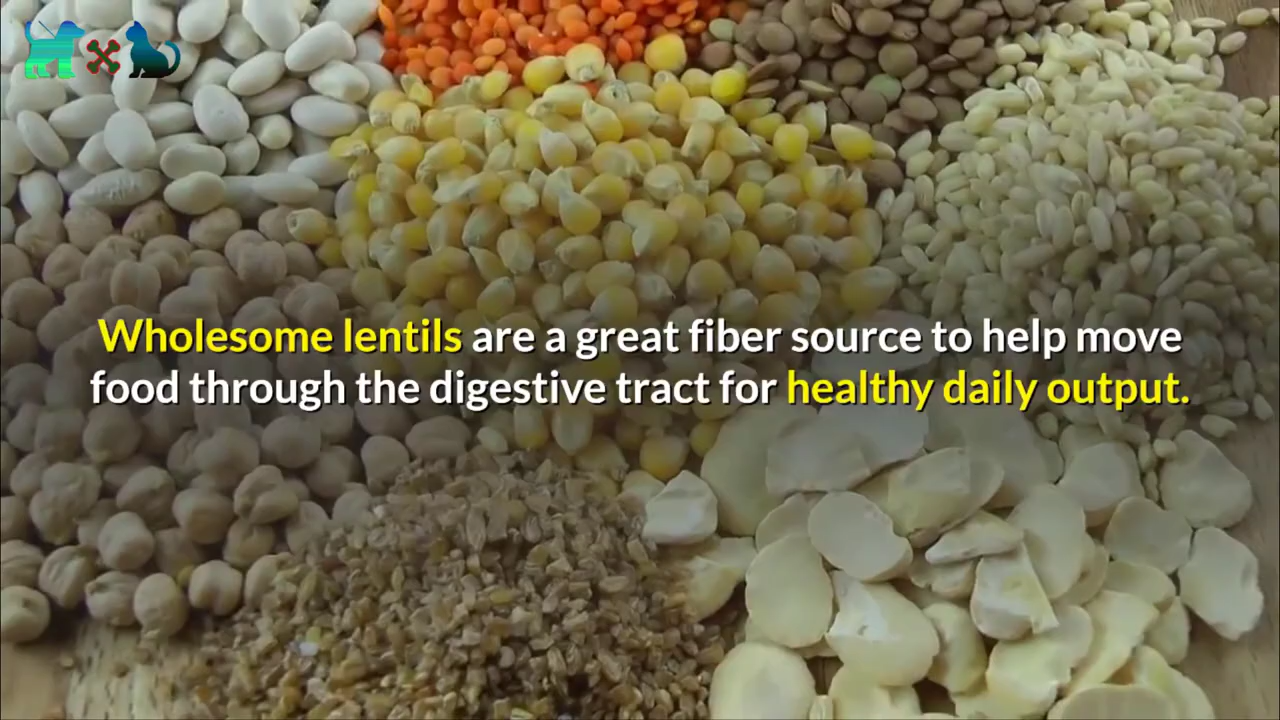 Wholesome lentils are a great fiber source to help move
food through the digestive tract for healthy daily output.